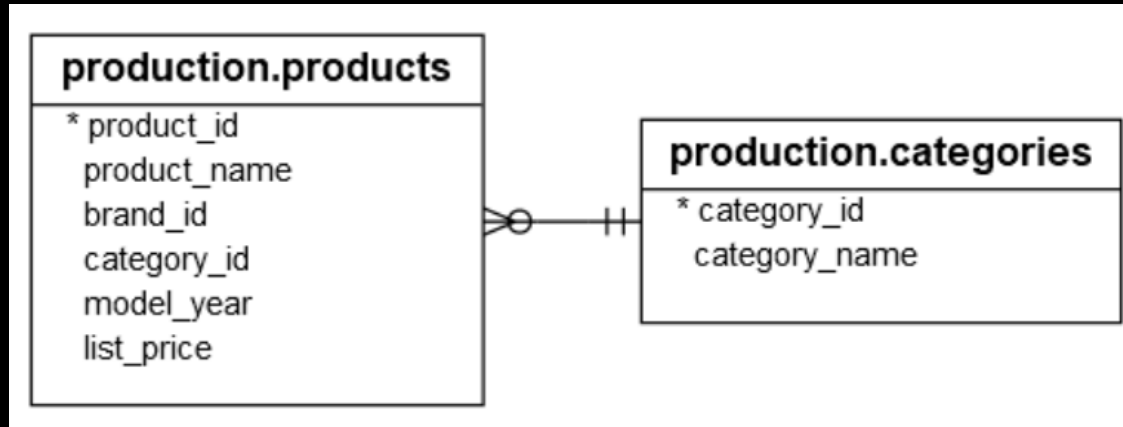 production.products
* product_id
product_name
brand_id
category_id
model_year
list_price
production.categories
* category_id
category_name